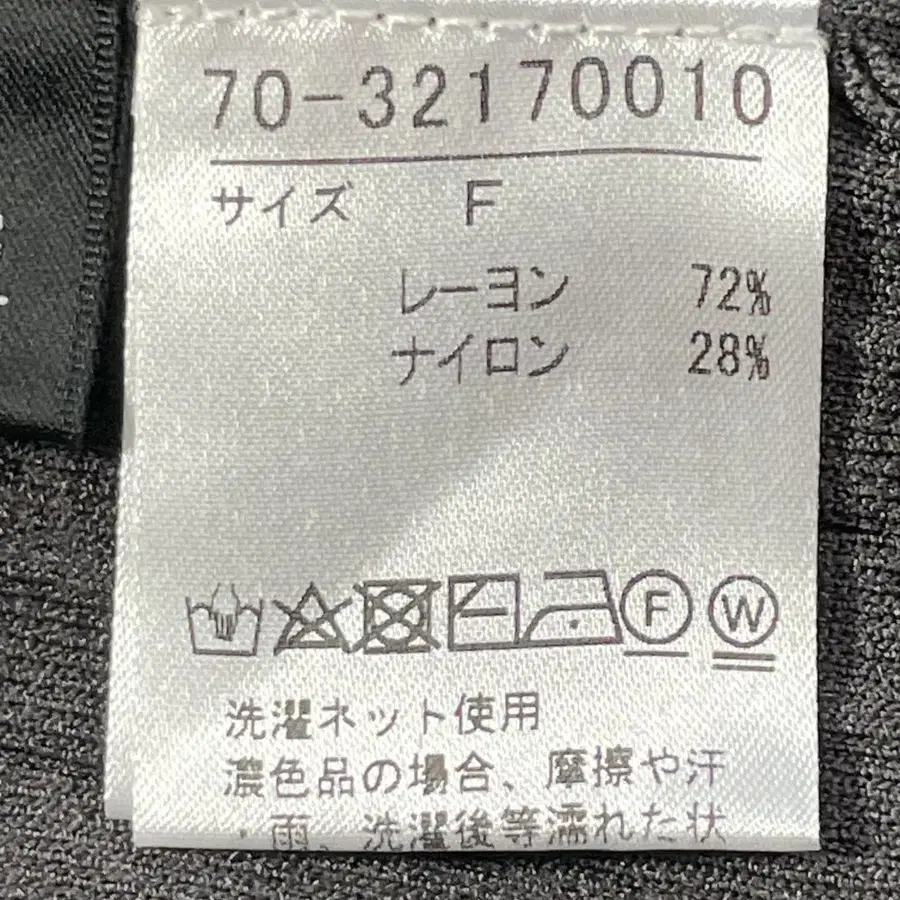 70-32170010
サイズ F
レーヨン 72%
ナイロン 28%
F W
洗濯ネット使用
濃色品の場合、摩擦や汗
・雨、洗濯後等濡れた状